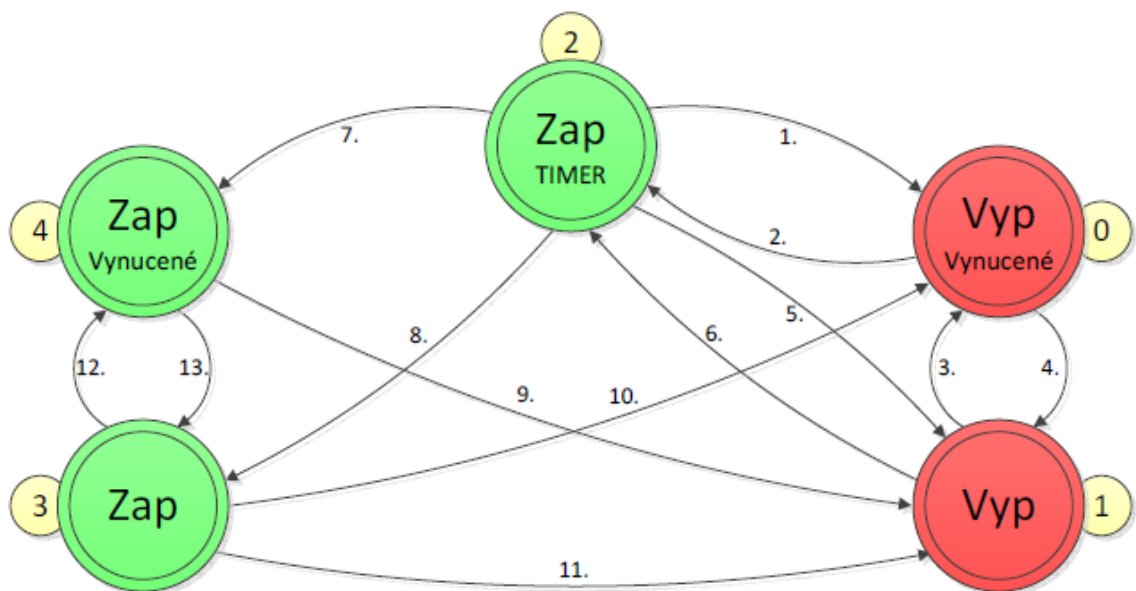 2
Zap
TIMER
7.
1.
4
Zap
Vynucené
2.
Vyp
Vynucené
0
5.
6.
8.
12.
13.
9.
10.
3.
4.
3
Zap
Vyp
1
11.